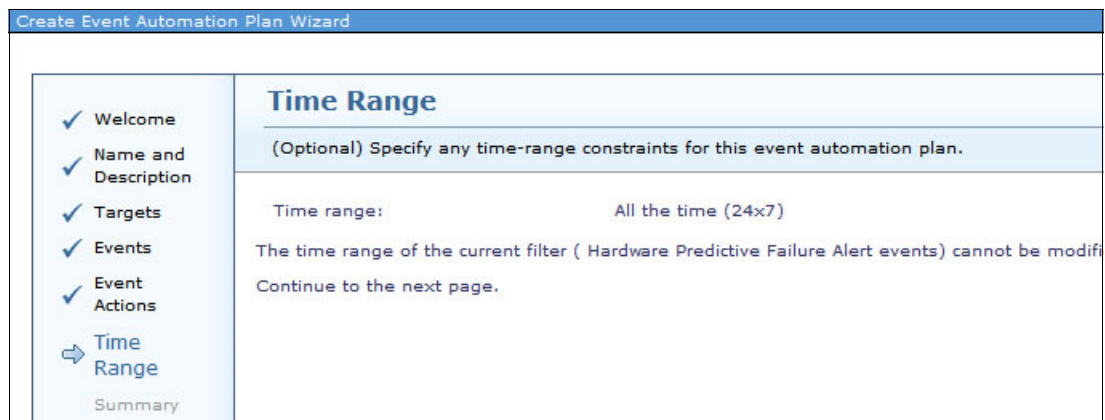 Create Event Automation Plan Wizard
Welcome
Name and
Description
Targets
Events
Event
Actions
Time
Range
Summary
Time Range
(Optional) Specify any time-range constraints for this event automation plan.
Time range: All the time (24x7)
The time range of the current filter ( Hardware Predictive Failure Alert events) cannot be modifi
Continue to the next page.